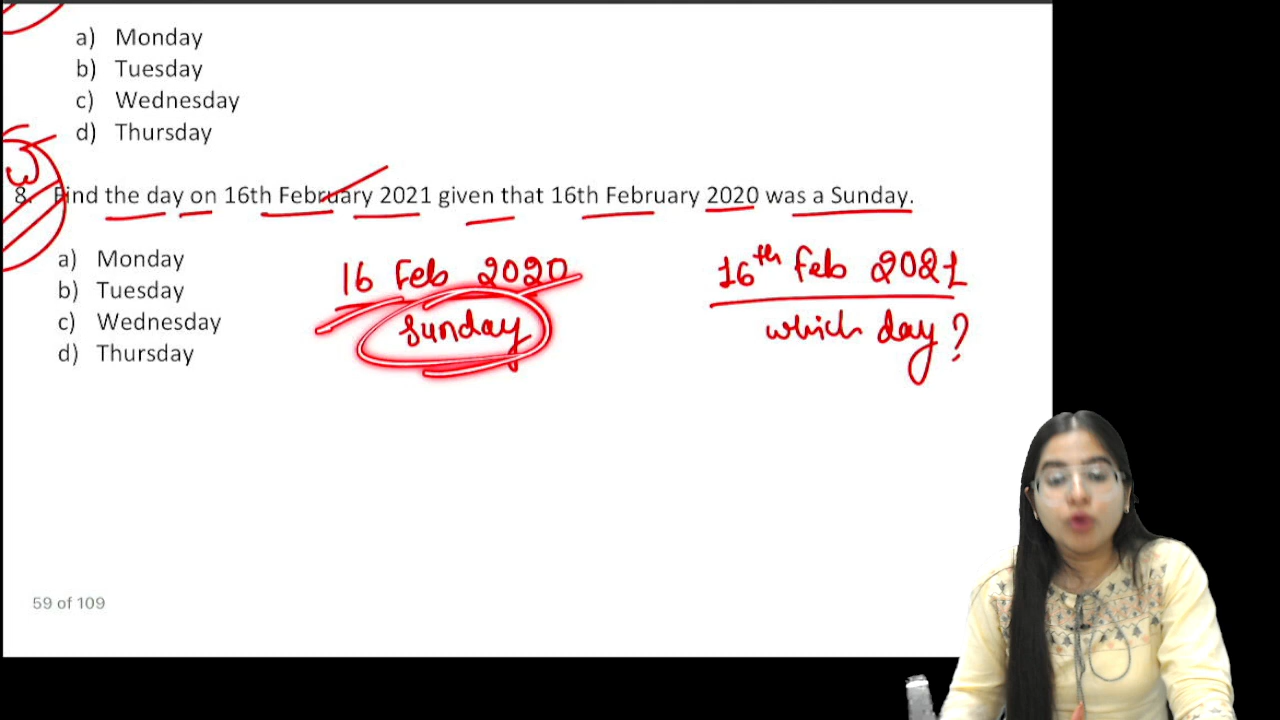 a) Monday
b) Tuesday
c) Wednesday
d) Thursday
8. Find the day on 16th February 2021 given that 16th February 2020 was a Sunday.
a) Monday
b) Tuesday
c) Wednesday
d) Thursday
16 Feb 2020
Sunday
16th Feb 2021
which day?
59 of 109